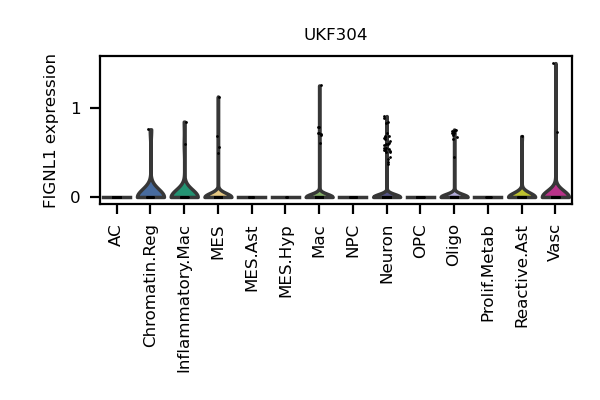 UKF304
FIGNL1 expression
1
0
AC
Chromatin.Reg
Inflammatory.Mac
MES
MES.Ast
MES.Hyp
Mac
NPC
Neuron
OPC
Oligo
Prolif.Metab
Reactive.Ast
Vasc